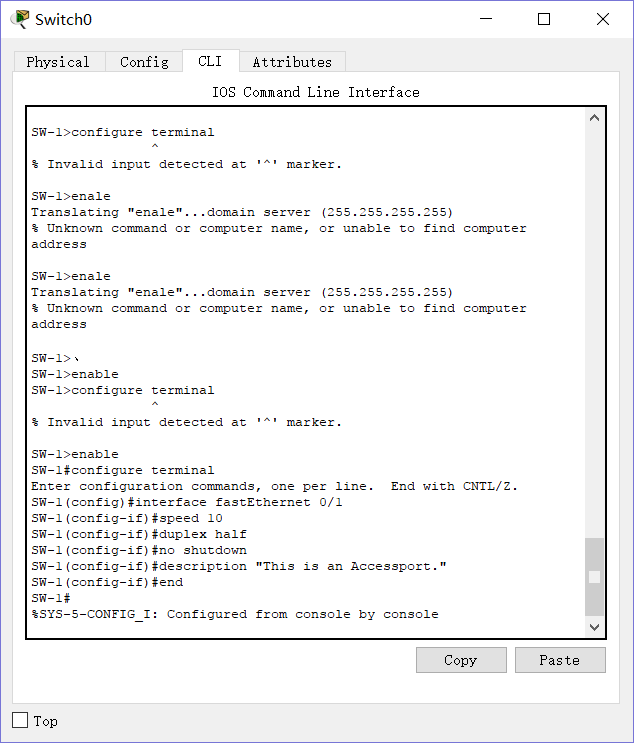 Switch0
Physical Config CLI Attributes
IOS Command Line Interface
SW-1>configure terminal
^
% Invalid input detected at '^' marker.
SW-1>enale
Translating "enale"...domain server (255.255.255.255)
% Unknown command or computer name, or unable to find computer
address
SW-1>enale
Translating "enale"...domain server (255.255.255.255)
% Unknown command or computer name, or unable to find computer
address
SW-1>、
SW-1>enable
SW-1>configure terminal
^
% Invalid input detected at '^' marker.
SW-1>enable
SW-1#configure terminal
Enter configuration commands, one per line.  End with CNTL/Z.
SW-1(config)#interface fastEthernet 0/1
SW-1(config-if)#speed 10
SW-1(config-if)#duplex half
SW-1(config-if)#no shutdown
SW-1(config-if)#description "This is an Accessport."
SW-1(config-if)#end
SW-1#
%SYS-5-CONFIG_I: Configured from console by console
Copy Paste
Top